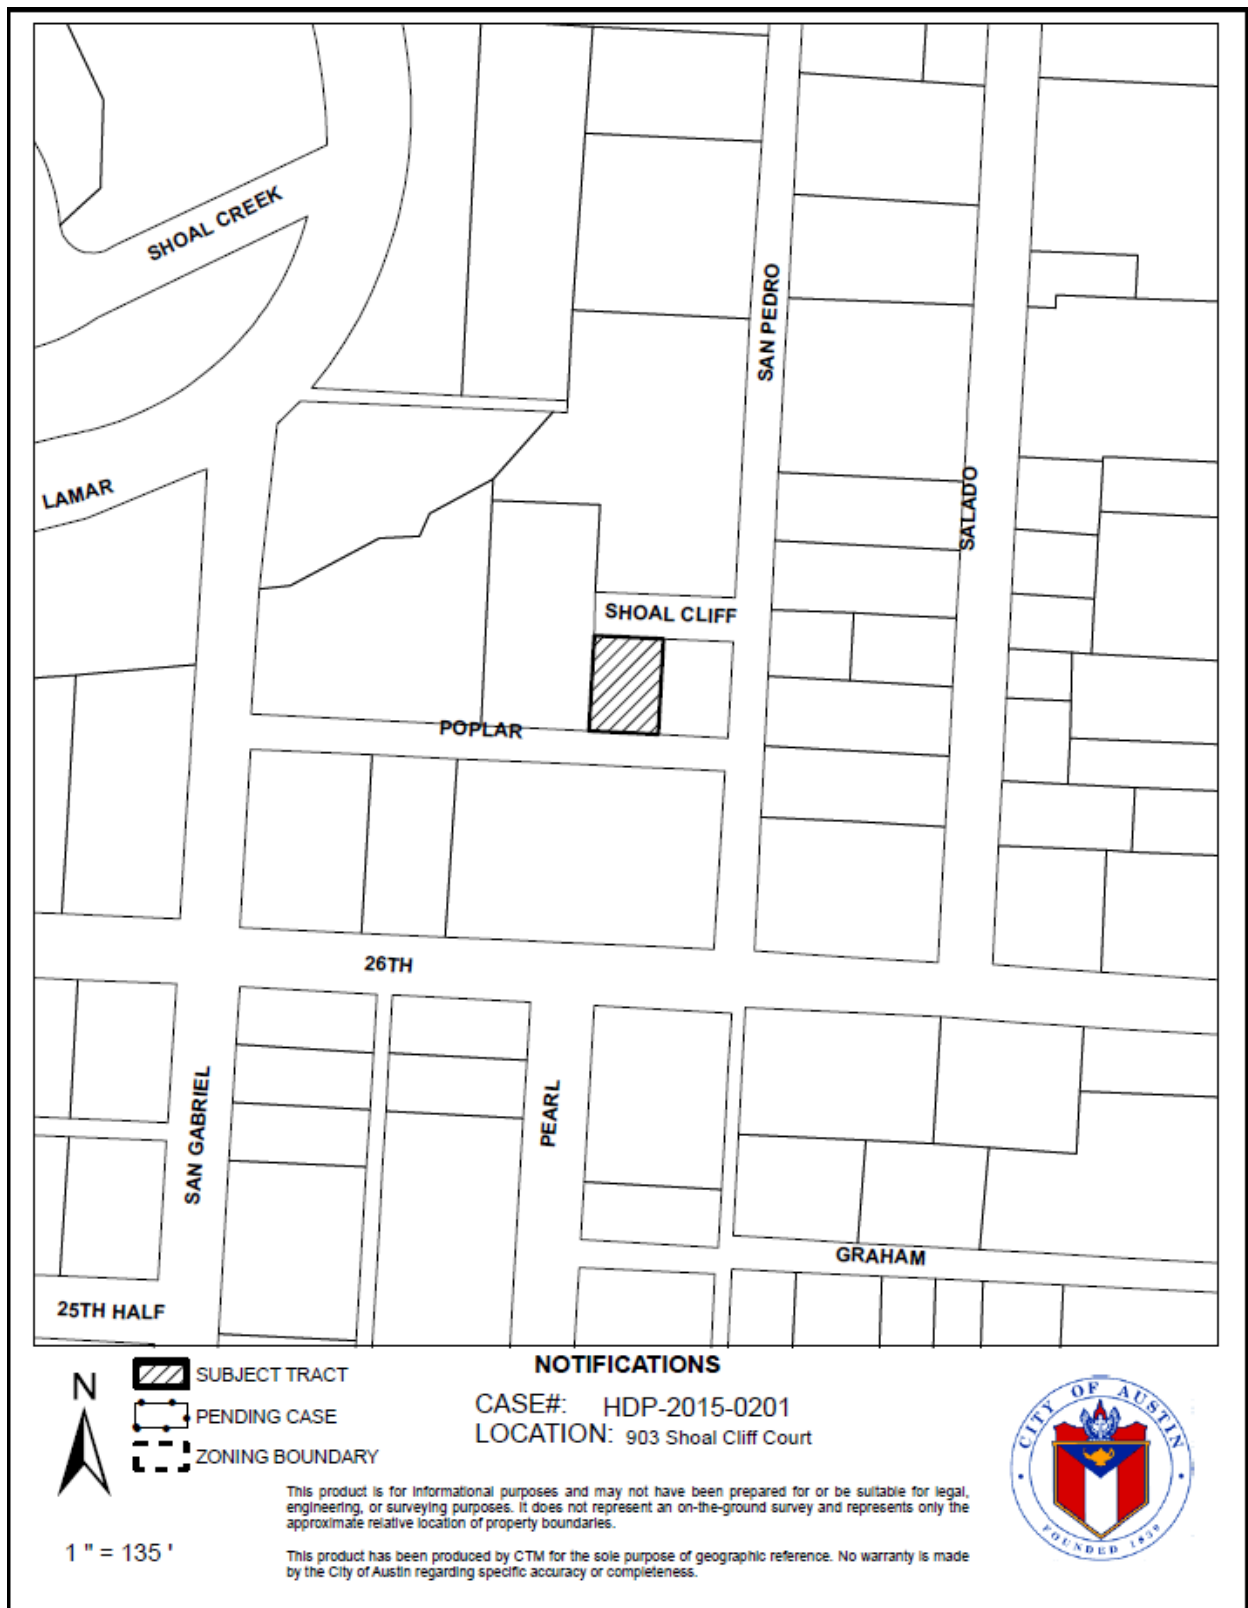 SHOAL CREEK
SAN PEDRO
LAMAR
SALADO
SHOAL CLIFF
POPLAR
26TH
SAN GABRIEL
PEARL
GRAHAM
25TH HALF
NOTIFICATIONS
N
SUBJECT TRACT
PENDING CASE
ZONING BOUNDARY
CASE#: HDP-2015-0201
LOCATION: 903 Shoal Cliff Court
CITY OF AUSTIN
FOUNDED 1839
This product is for informational purposes and may not have been prepared for or be suitable for legal,
engineering, or surveying purposes. It does not represent an on-the-ground survey and represents only the
approximate relative location of property boundaries.
1 " = 135 '
This product has been produced by CTM for the sole purpose of geographic reference. No warranty is made
by the City of Austin regarding specific accuracy or completeness.